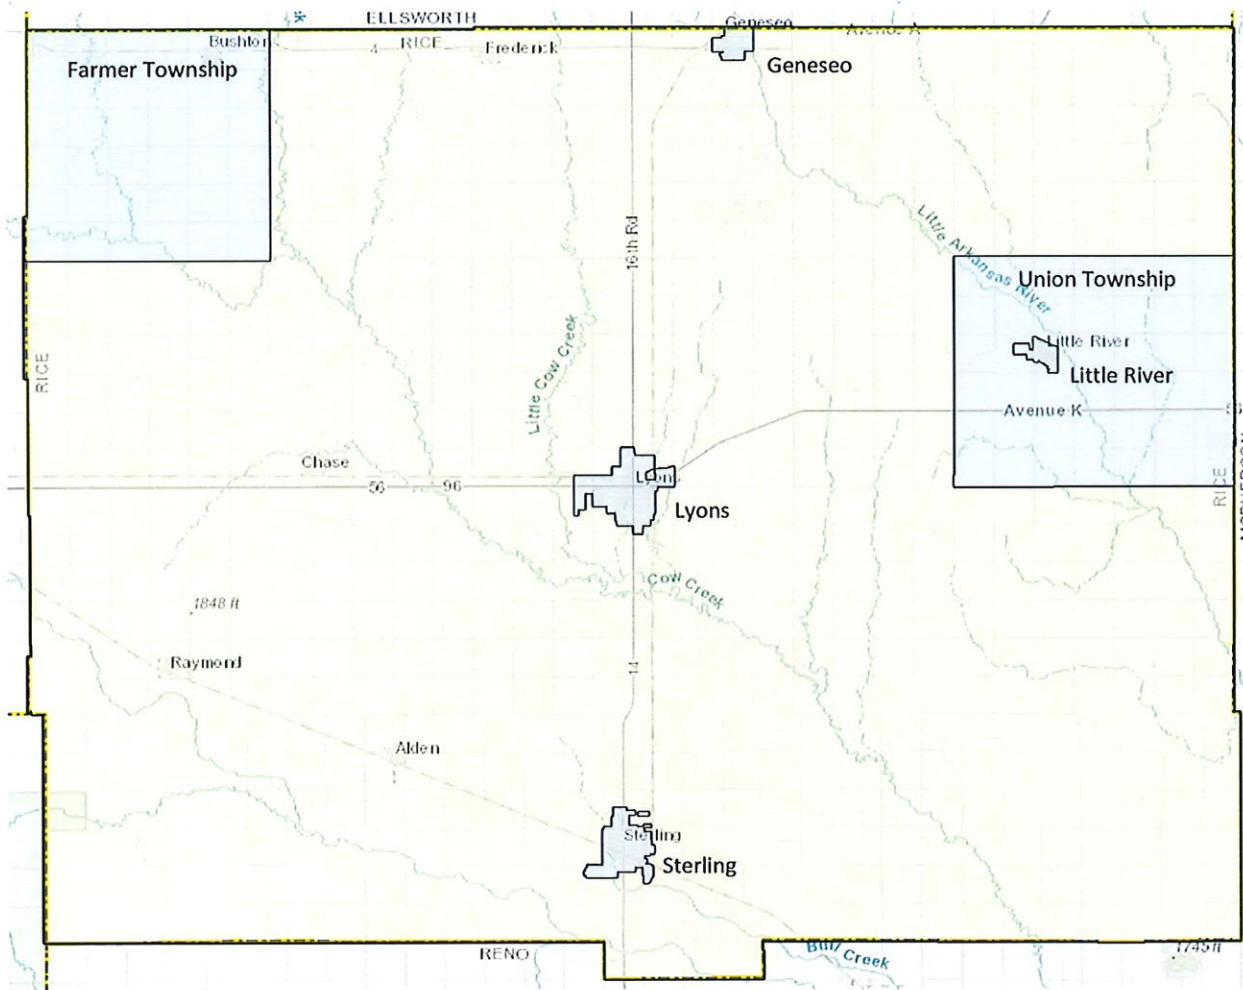 *
ELLSWORTH
Geneseo
Bushton
4
RICE
Frederick
Avenue A
Farmer Township
Geneseo
16th Rd
Little Arkansas River
Union Township
Little River
Little River
RICE
Little Cow Creek
Avenue K
Chase
56
96
Lyons
Lyons
RICE
Cow Creek
1848 ft
Raymond
14
Alden
Sterling
Sterling
RENO
Bull Creek
1745 ft